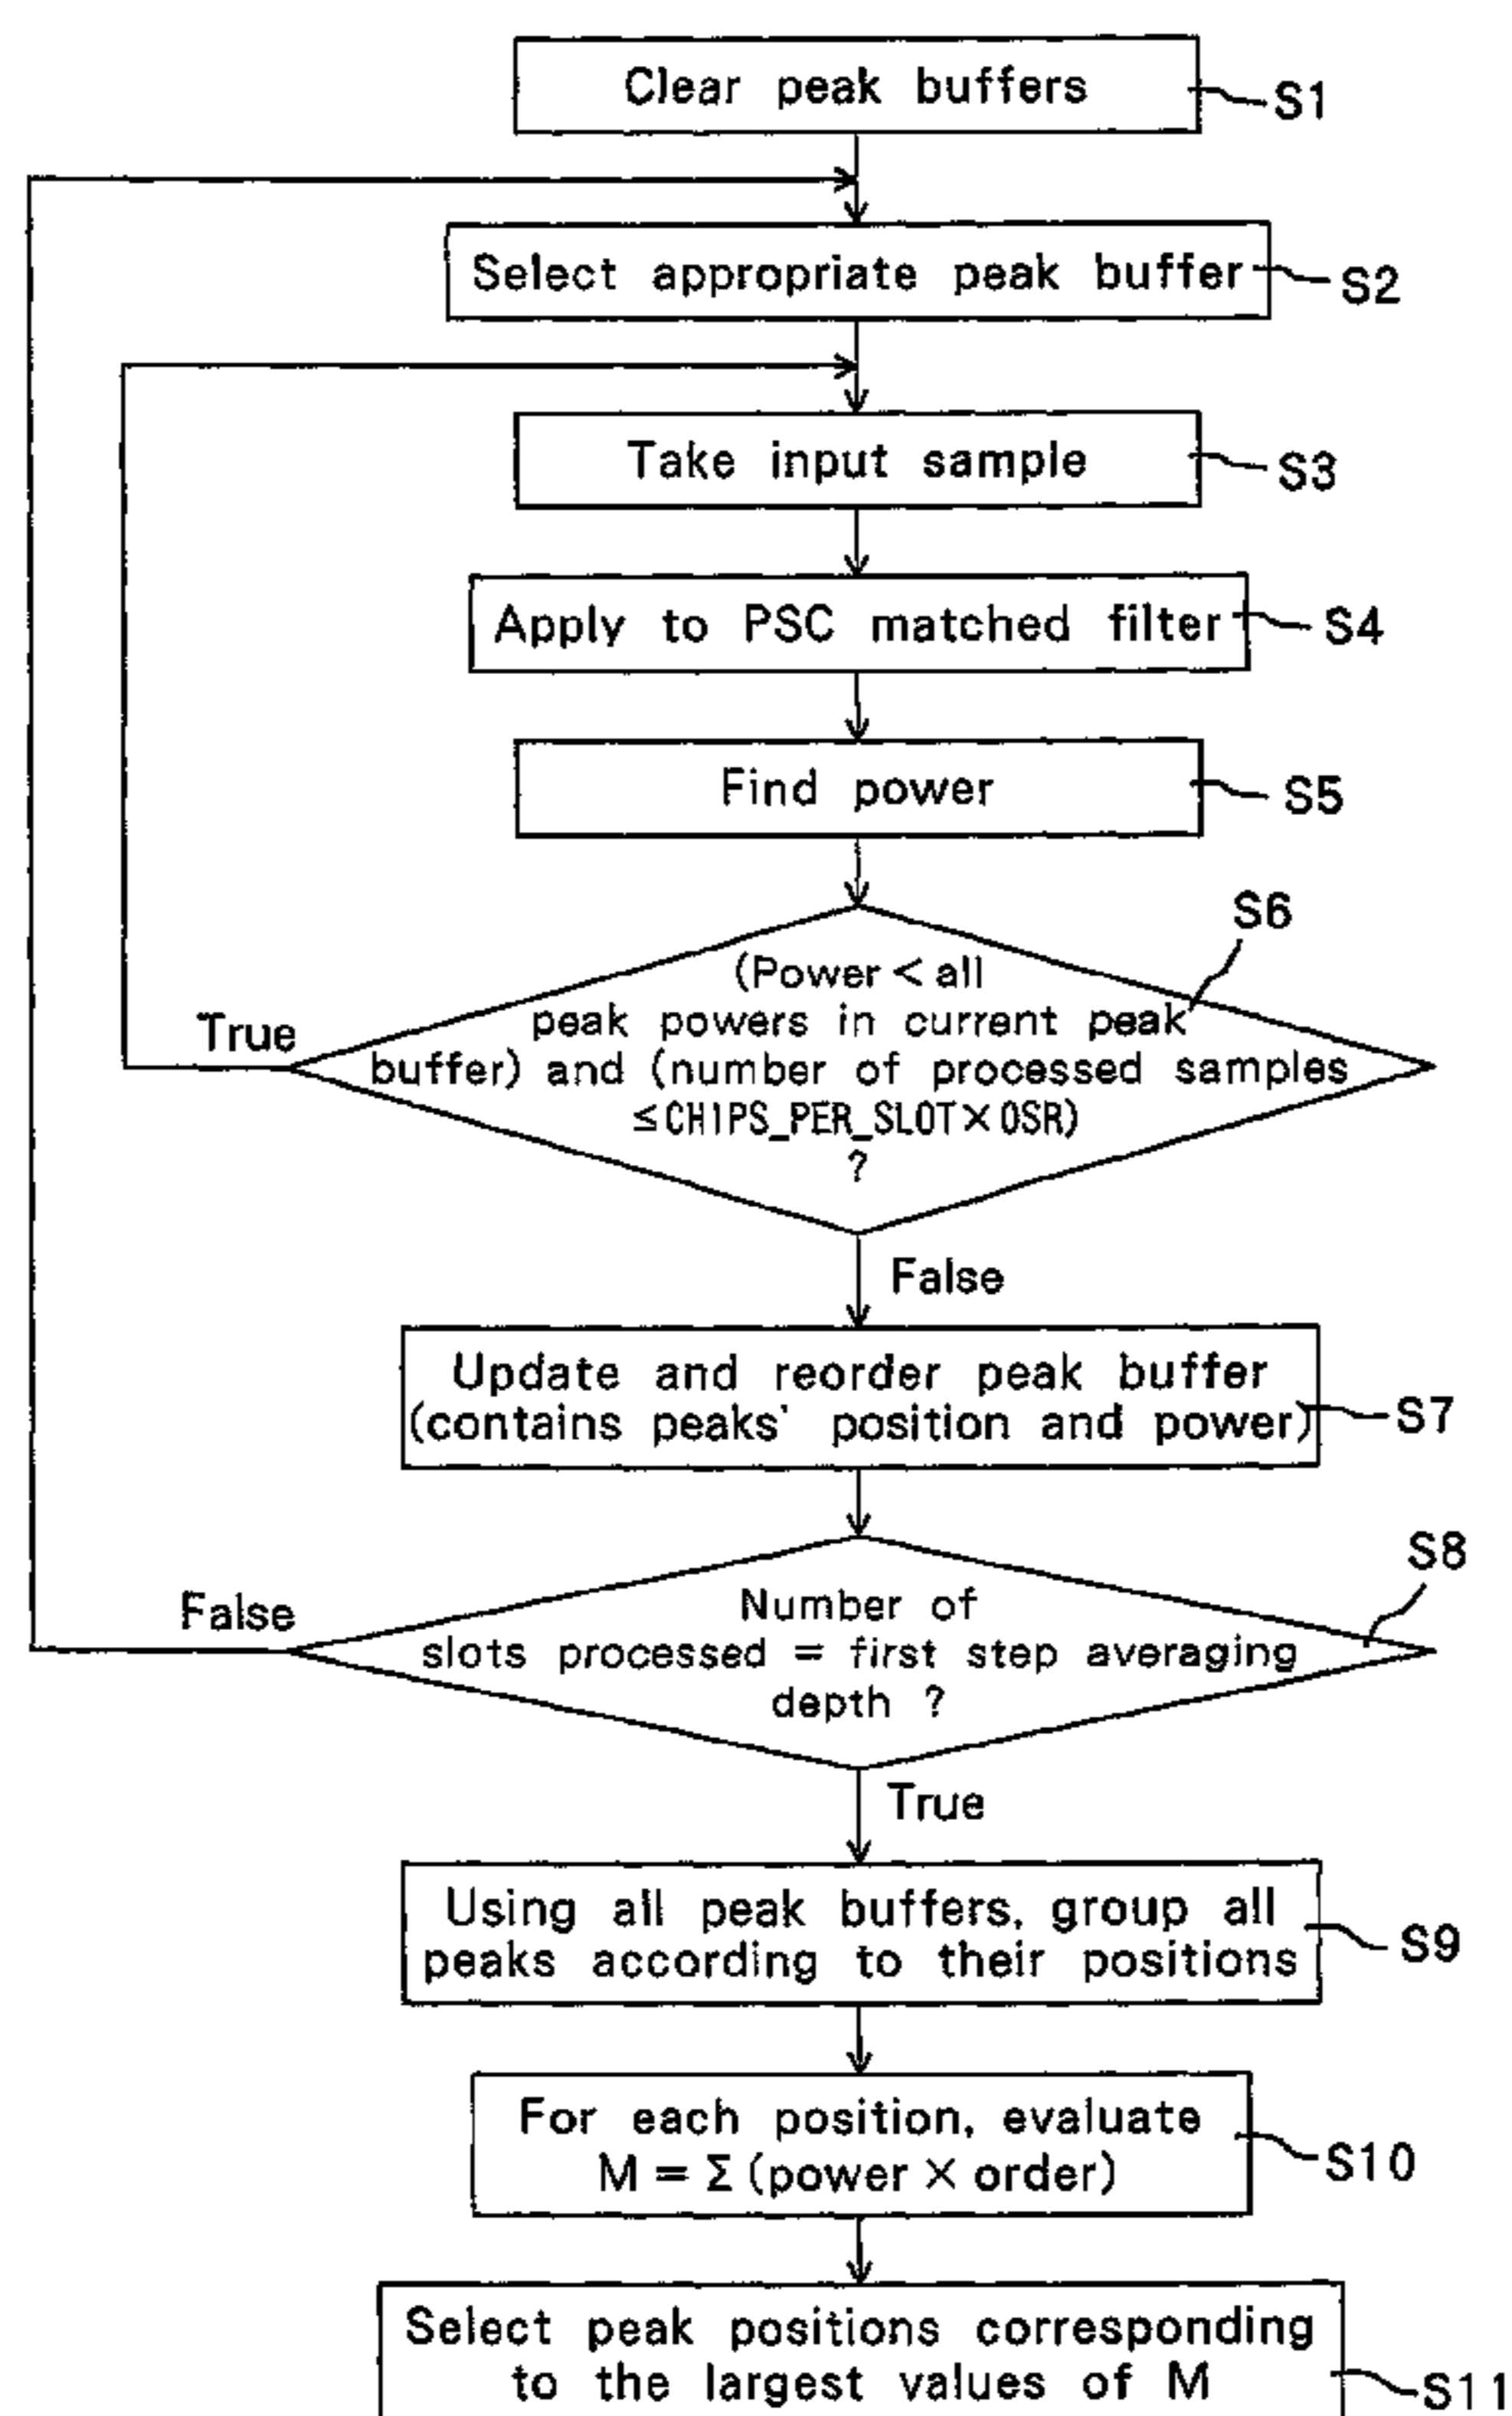 Clear peak buffers
S1
Select appropriate peak buffer
S2
Take input sample
S3
Apply to PSC matched filter
S4
Find power
S5
S6
(Power < all
peak powers in current peak
buffer) and (number of processed samples
≤CHIPS_PER_SLOT×OSR)
?
True
False
Update and reorder peak buffer
(contains peaks' position and power)
S7
S8
Number of
slots processed = first step averaging
depth ?
False
True
Using all peak buffers, group all
peaks according to their positions
S9
For each position, evaluate
M = Σ (power × order)
S10
Select peak positions corresponding
to the largest values of M
S11